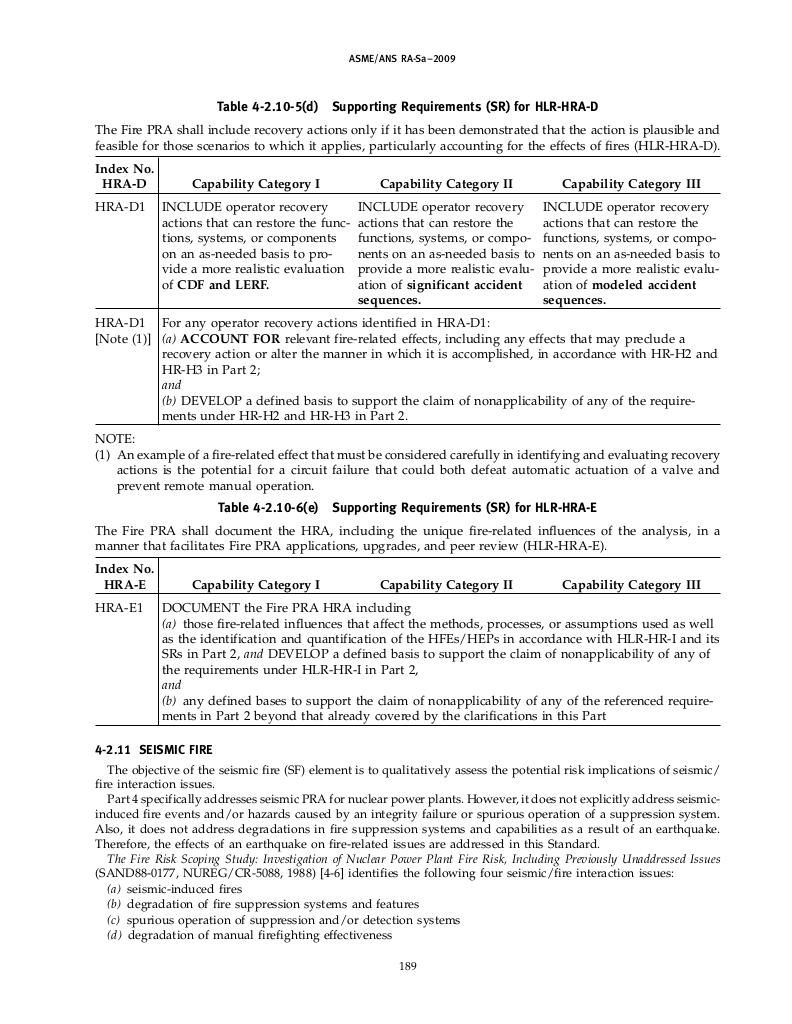 ASME/ANS RA-Sa–2009
Table 4-2.10-5(d) Supporting Requirements (SR) for HLR-HRA-D
The Fire PRA shall include recovery actions only if it has been demonstrated that the action is plausible and
feasible for those scenarios to which it applies, particularly accounting for the effects of fires (HLR-HRA-D).
Index No.
HRA-D Capability Category I Capability Category II Capability Category III
HRA-D1 INCLUDE operator recovery INCLUDE operator recovery INCLUDE operator recovery
actions that can restore the func- actions that can restore the actions that can restore the
tions, systems, or components functions, systems, or compo- functions, systems, or compo-
on an as-needed basis to pro- nents on an as-needed basis to nents on an as-needed basis to
vide a more realistic evaluation provide a more realistic evalu- provide a more realistic evalu-
of CDF and LERF. ation of significant accident ation of modeled accident
sequences. sequences.
HRA-D1 For any operator recovery actions identified in HRA-D1:
[Note (1)] (a) ACCOUNT FOR relevant fire-related effects, including any effects that may preclude a
recovery action or alter the manner in which it is accomplished, in accordance with HR-H2 and
HR-H3 in Part 2;
and
(b) DEVELOP a defined basis to support the claim of nonapplicability of any of the require-
ments under HR-H2 and HR-H3 in Part 2.
NOTE:
(1) An example of a fire-related effect that must be considered carefully in identifying and evaluating recovery
actions is the potential for a circuit failure that could both defeat automatic actuation of a valve and
prevent remote manual operation.
Table 4-2.10-6(e) Supporting Requirements (SR) for HLR-HRA-E
The Fire PRA shall document the HRA, including the unique fire-related influences of the analysis, in a
manner that facilitates Fire PRA applications, upgrades, and peer review (HLR-HRA-E).
Index No.
HRA-E Capability Category I Capability Category II Capability Category III
HRA-E1 DOCUMENT the Fire PRA HRA including
(a) those fire-related influences that affect the methods, processes, or assumptions used as well
as the identification and quantification of the HFEs/HEPs in accordance with HLR-HR-I and its
SRs in Part 2, and DEVELOP a defined basis to support the claim of nonapplicability of any of
the requirements under HLR-HR-I in Part 2,
and
(b) any defined bases to support the claim of nonapplicability of any of the referenced require-
ments in Part 2 beyond that already covered by the clarifications in this Part
4-2.11 SEISMIC FIRE
The objective of the seismic fire (SF) element is to qualitatively assess the potential risk implications of seismic/
fire interaction issues.
Part 4 specifically addresses seismic PRA for nuclear power plants. However, it does not explicitly address seismic-
induced fire events and/or hazards caused by an integrity failure or spurious operation of a suppression system.
Also, it does not address degradations in fire suppression systems and capabilities as a result of an earthquake.
Therefore, the effects of an earthquake on fire-related issues are addressed in this Standard.
The Fire Risk Scoping Study: Investigation of Nuclear Power Plant Fire Risk, Including Previously Unaddressed Issues
(SAND88-0177, NUREG/CR-5088, 1988) [4-6] identifies the following four seismic/fire interaction issues:
(a) seismic-induced fires
(b) degradation of fire suppression systems and features
(c) spurious operation of suppression and/or detection systems
(d) degradation of manual firefighting effectiveness
189